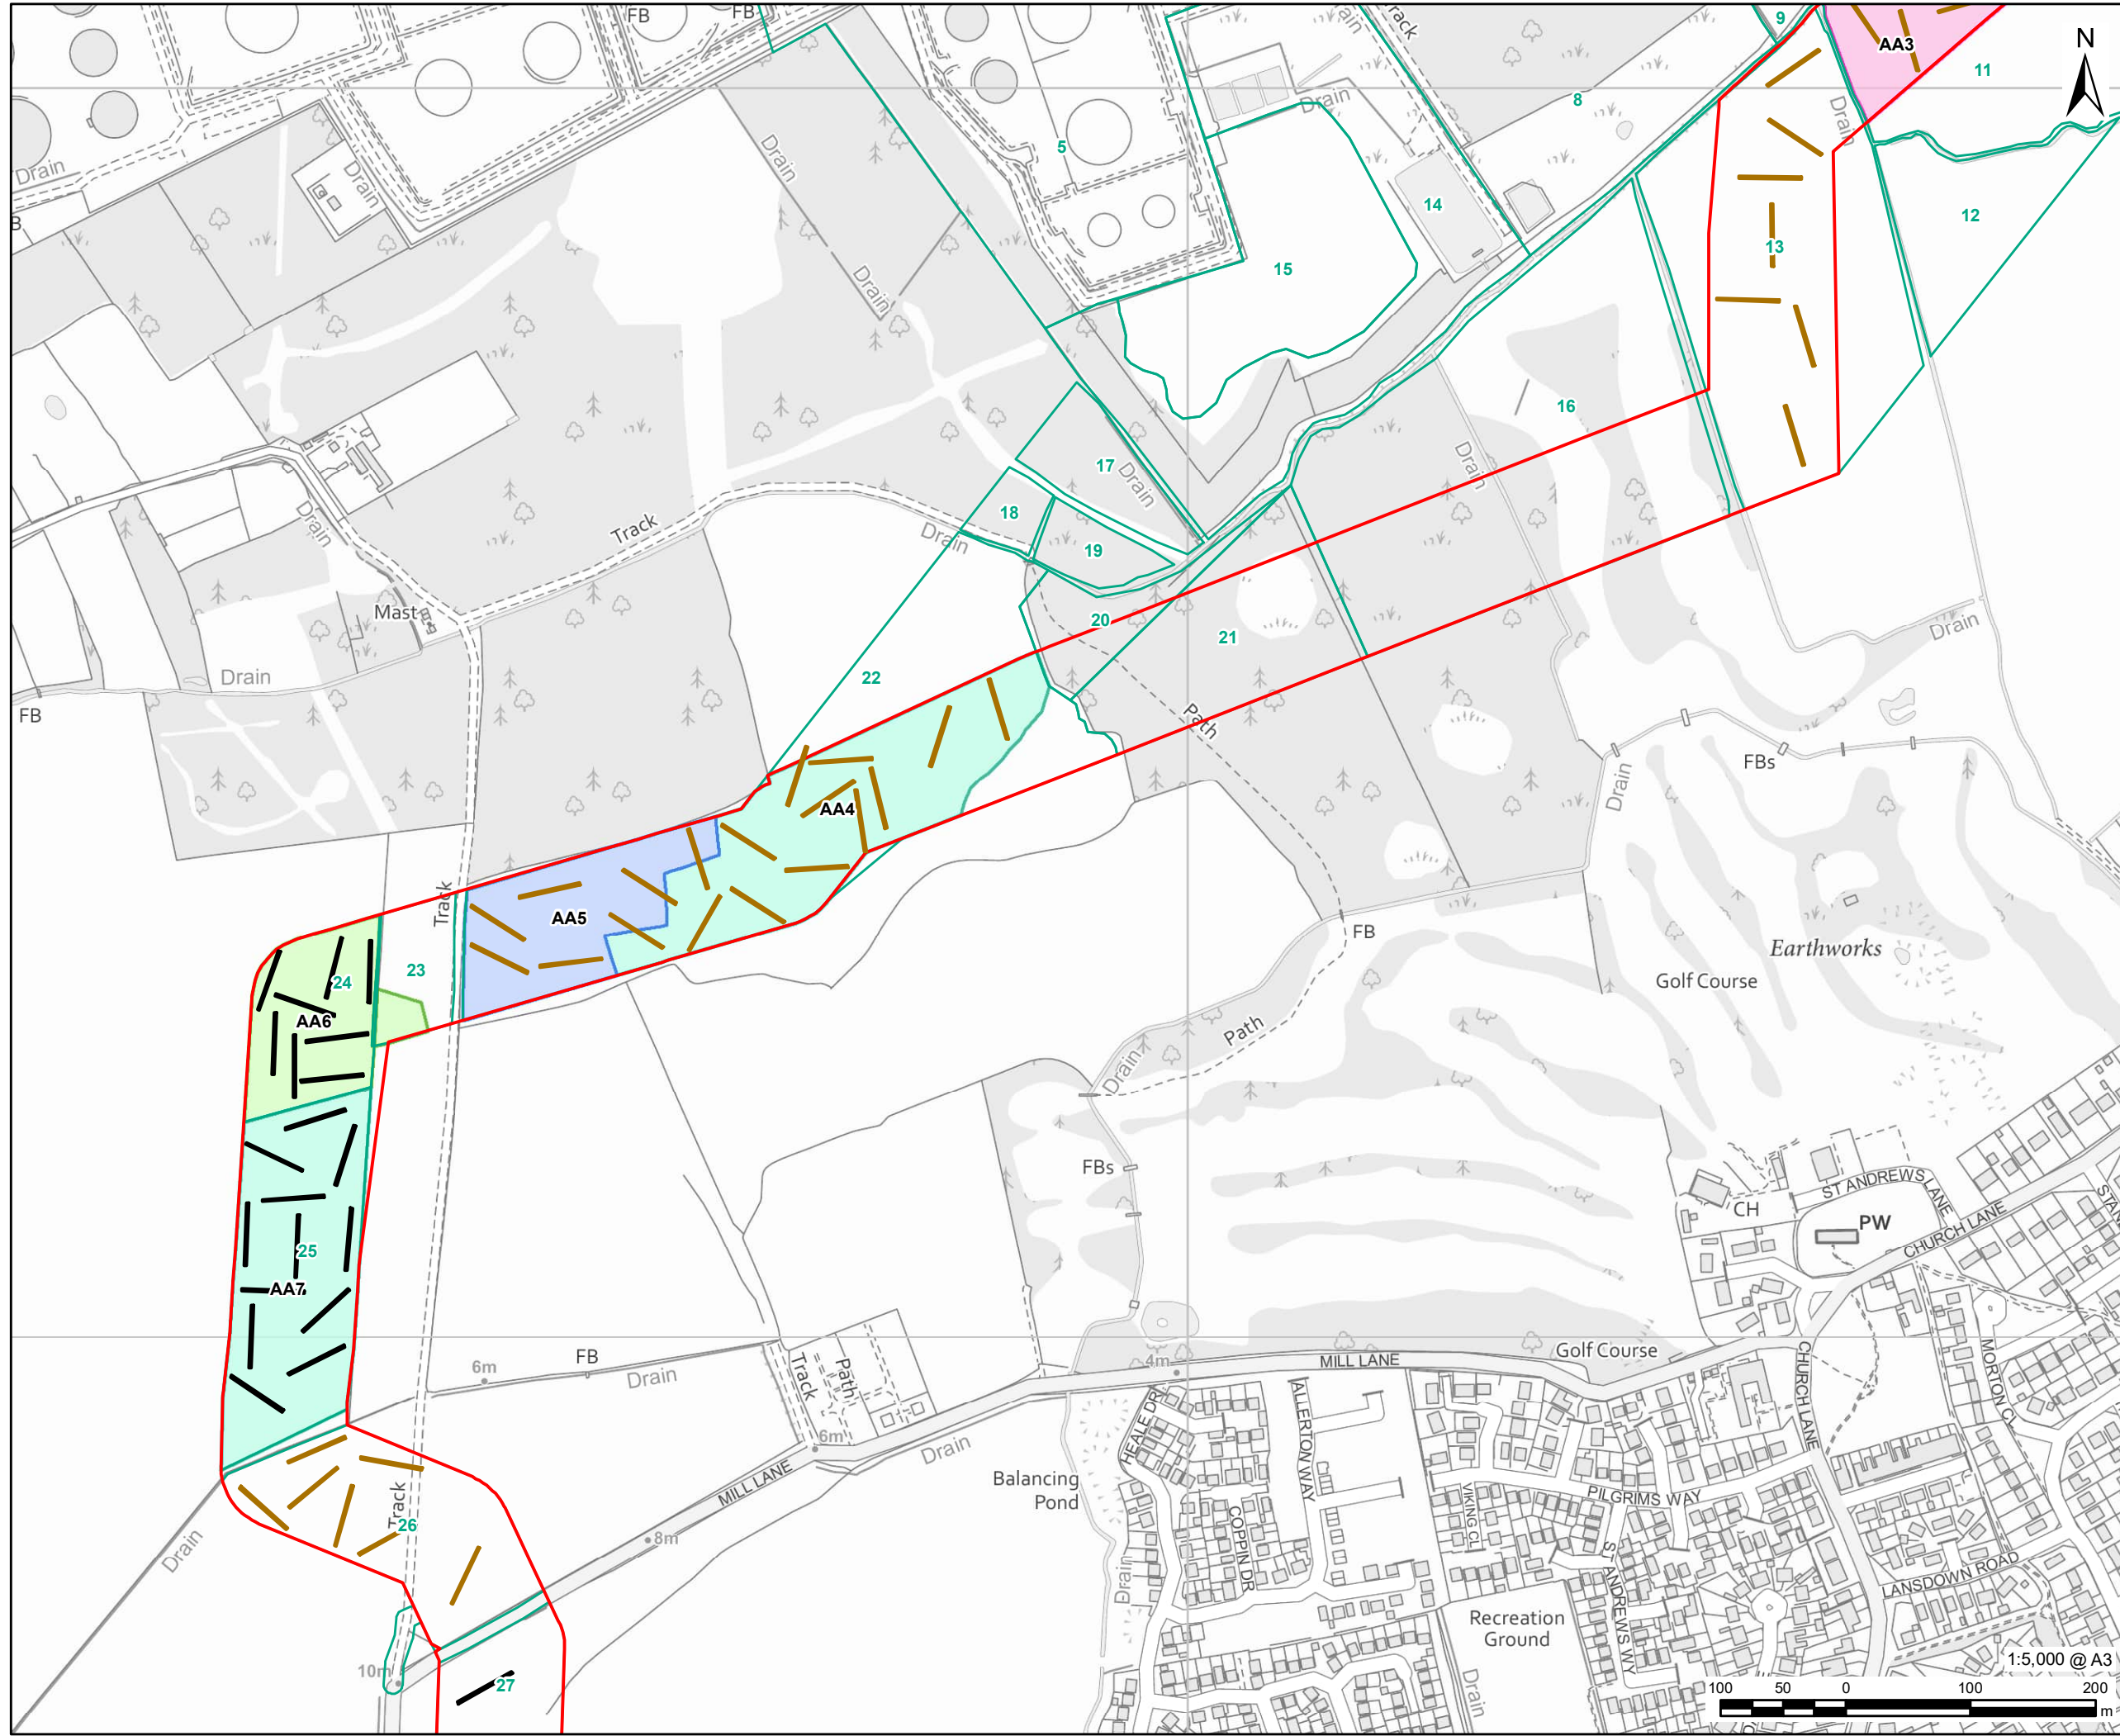 FB
FB
9
AA3
N
11
Track
Drain
8
Drain
Drain
5
Drain
Drain
Drain
14
12
Drain
15
13
16
Drain
17
Drain
18
Drain
19
Track
Drain
Drain
Mast
20
21
22
Drain
Drain
FB
Path
FBs
Drain
AA4
Track
AA5
FB
Earthworks
Golf Course
23
24
AA6
Path
Drain
FBs
ST ANDREWS LANE
CH
PW
CHURCH LANE
25
AA7
Golf Course
MILL LANE
4m
6m
FB
Drain
Track
Path
CHURCH LANE
MORTON CL
HEALE DR
ALLERTON WAY
6m
Drain
MILL LANE
Balancing
Pond
VIKING CL
PILGRIMS WAY
COPPIN DR
Track
26
8m
Drain
Drain
ST ANDREWS WY
LANSDOWN ROAD
Recreation
Ground
10m
27
Drain
1:5,000 @ A3
100 50 0 100 200
m